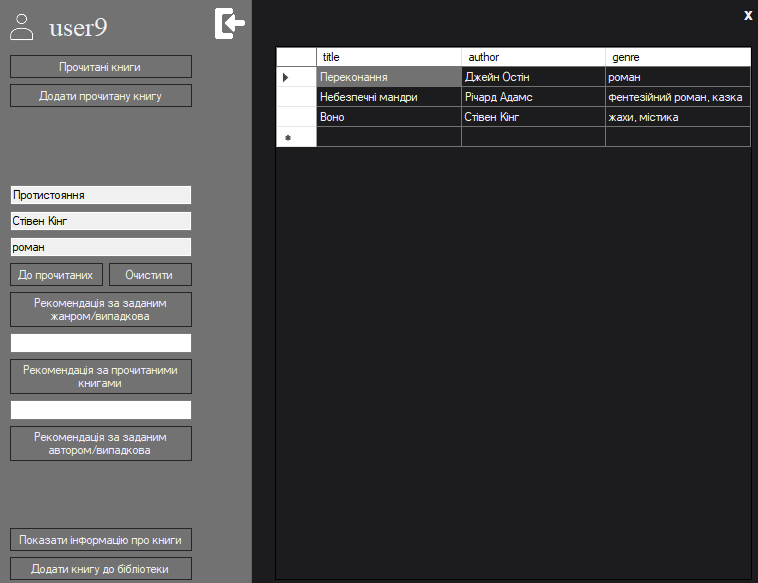 user9
Прочитані книги
Додати прочитану книгу
Протистояння
Стівен Кінг
роман
До прочитаних Очистити
Рекомендація за заданим
жанром/випадкова
Рекомендація за прочитаними
книгами
Рекомендація за заданим
автором/випадкова
Показати інформацію про книги
Додати книгу до бібліотеки
x
title author genre
Переконання Джейн Остін роман
Небезпечні мандри Річард Адамс фентезійний роман, казка
Воно Стівен Кінг жахи, містика